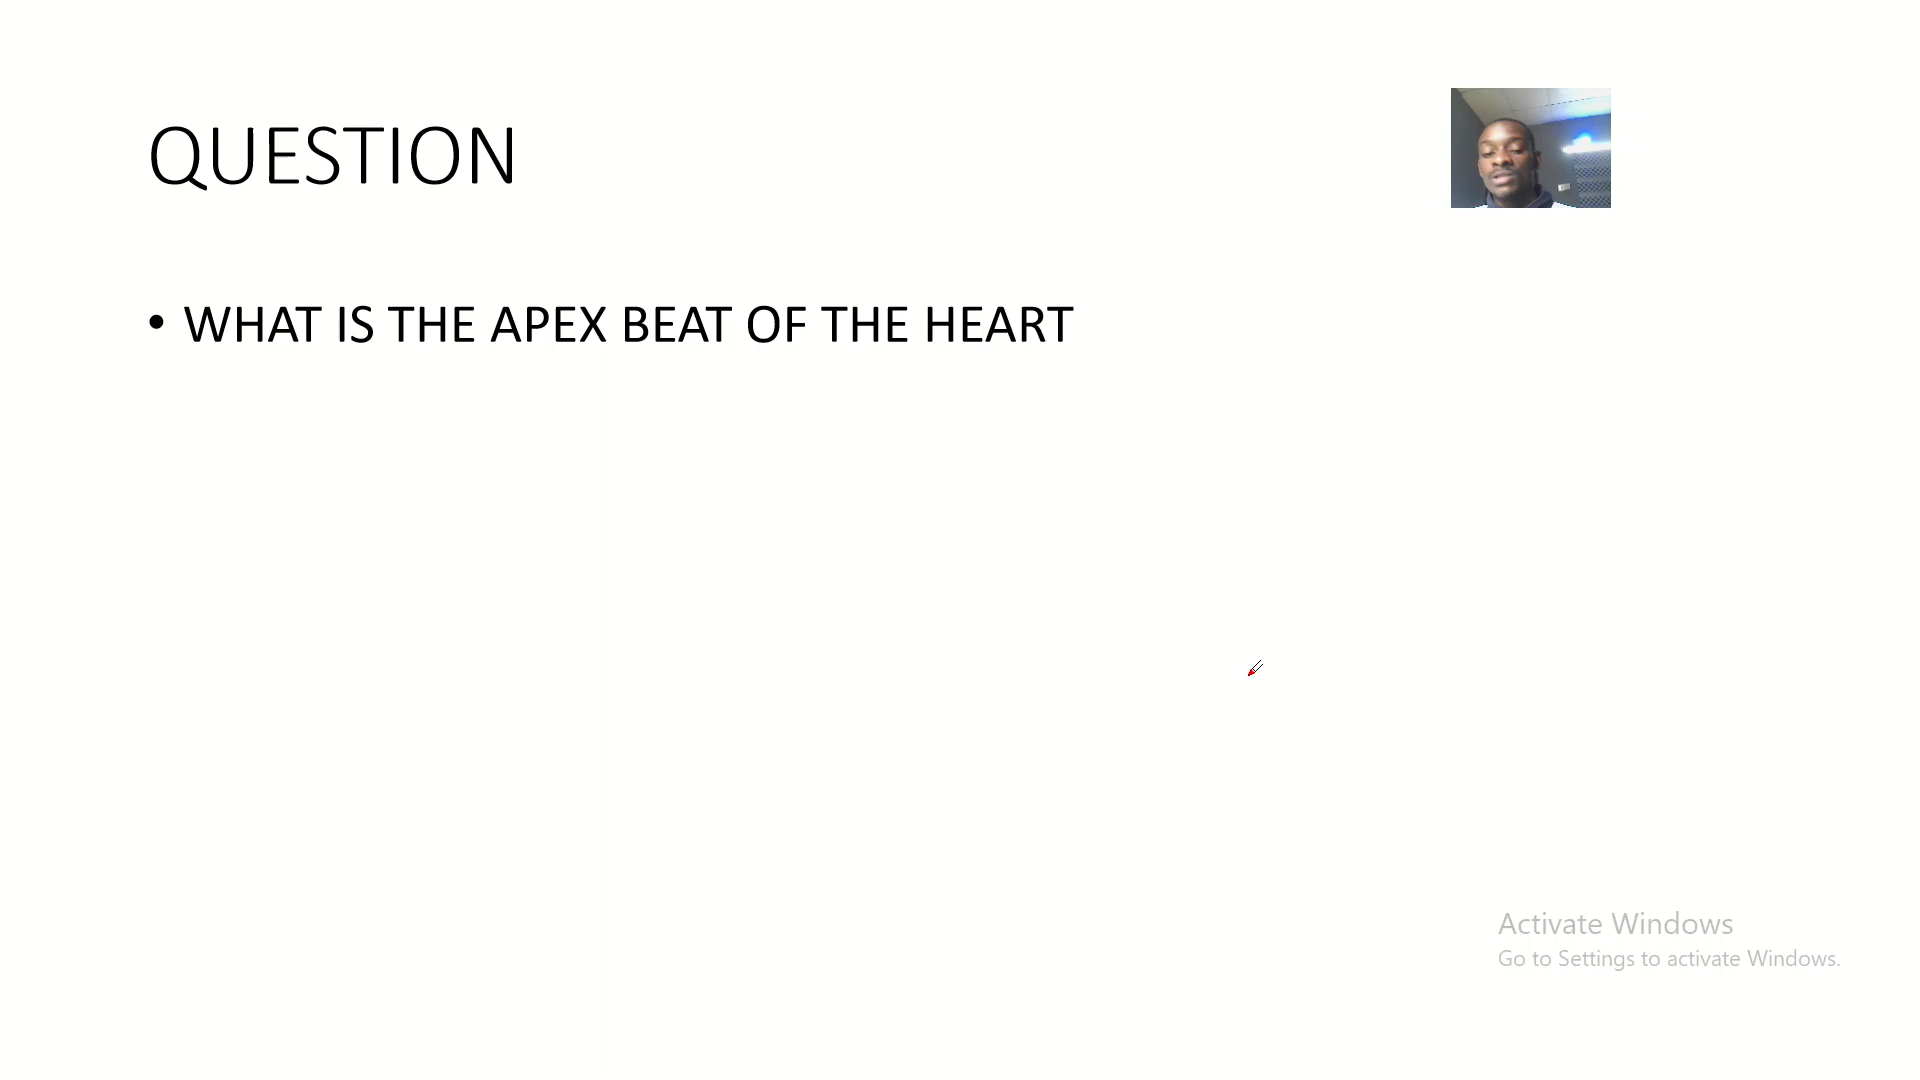 QUESTION
• WHAT IS THE APEX BEAT OF THE HEART
Activate Windows
Go to Settings to activate Windows.